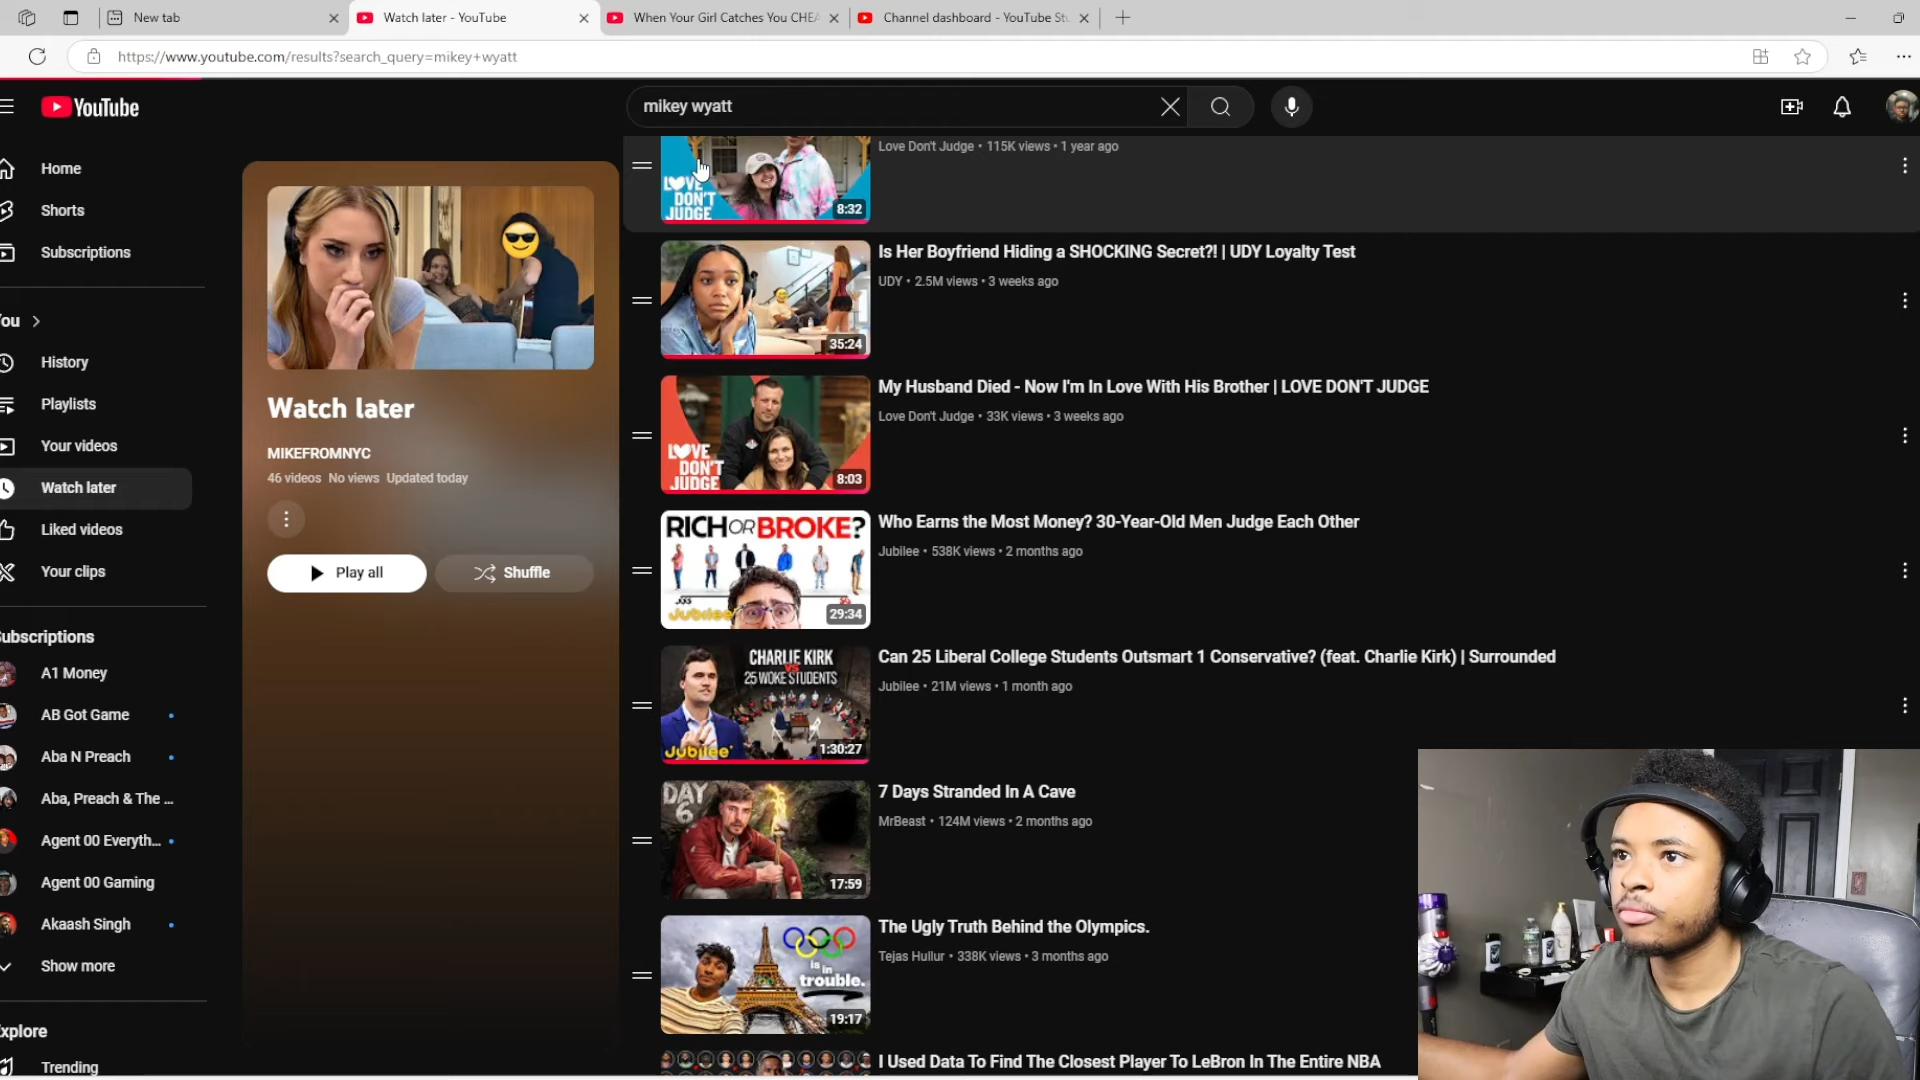 New tab
Watch later - YouTube
When Your Girl Catches You CHEA
Channel dashboard - YouTube Stu
https://www.youtube.com/results?search_query=mikey+wyatt
YouTube
mikey wyatt
Home
Shorts
Subscriptions
ou
History
Playlists
Your videos
Watch later
Liked videos
Your clips
ubscriptions
A1 Money
AB Got Game
Aba N Preach
Aba, Preach & The ...
Agent 00 Everyth...
Agent 00 Gaming
Akaash Singh
Show more
xplore
Trending
Watch later
MIKEFROMNYC
46 videos No views Updated today
Play all
Shuffle
LOVE
DON'T
JUDGE
8:32
Love Don't Judge • 115K views • 1 year ago
35:24
Is Her Boyfriend Hiding a SHOCKING Secret?! | UDY Loyalty Test
UDY • 2.5M views • 3 weeks ago
LOVE
DON'T
JUDGE
8:03
My Husband Died - Now I'm In Love With His Brother | LOVE DON'T JUDGE
Love Don't Judge • 33K views • 3 weeks ago
RICH OR BROKE?
Jubilee
29:34
Who Earns the Most Money? 30-Year-Old Men Judge Each Other
Jubilee • 538K views • 2 months ago
CHARLIE KIRK
VS
25 WOKE STUDENTS
Jubilee
1:30:27
Can 25 Liberal College Students Outsmart 1 Conservative? (feat. Charlie Kirk) | Surrounded
Jubilee • 21M views • 1 month ago
DAY
6
17:59
7 Days Stranded In A Cave
MrBeast • 124M views • 2 months ago
is in
trouble.
19:17
The Ugly Truth Behind the Olympics.
Tejas Hullur • 338K views • 3 months ago
I Used Data To Find The Closest Player To LeBron In The Entire NBA